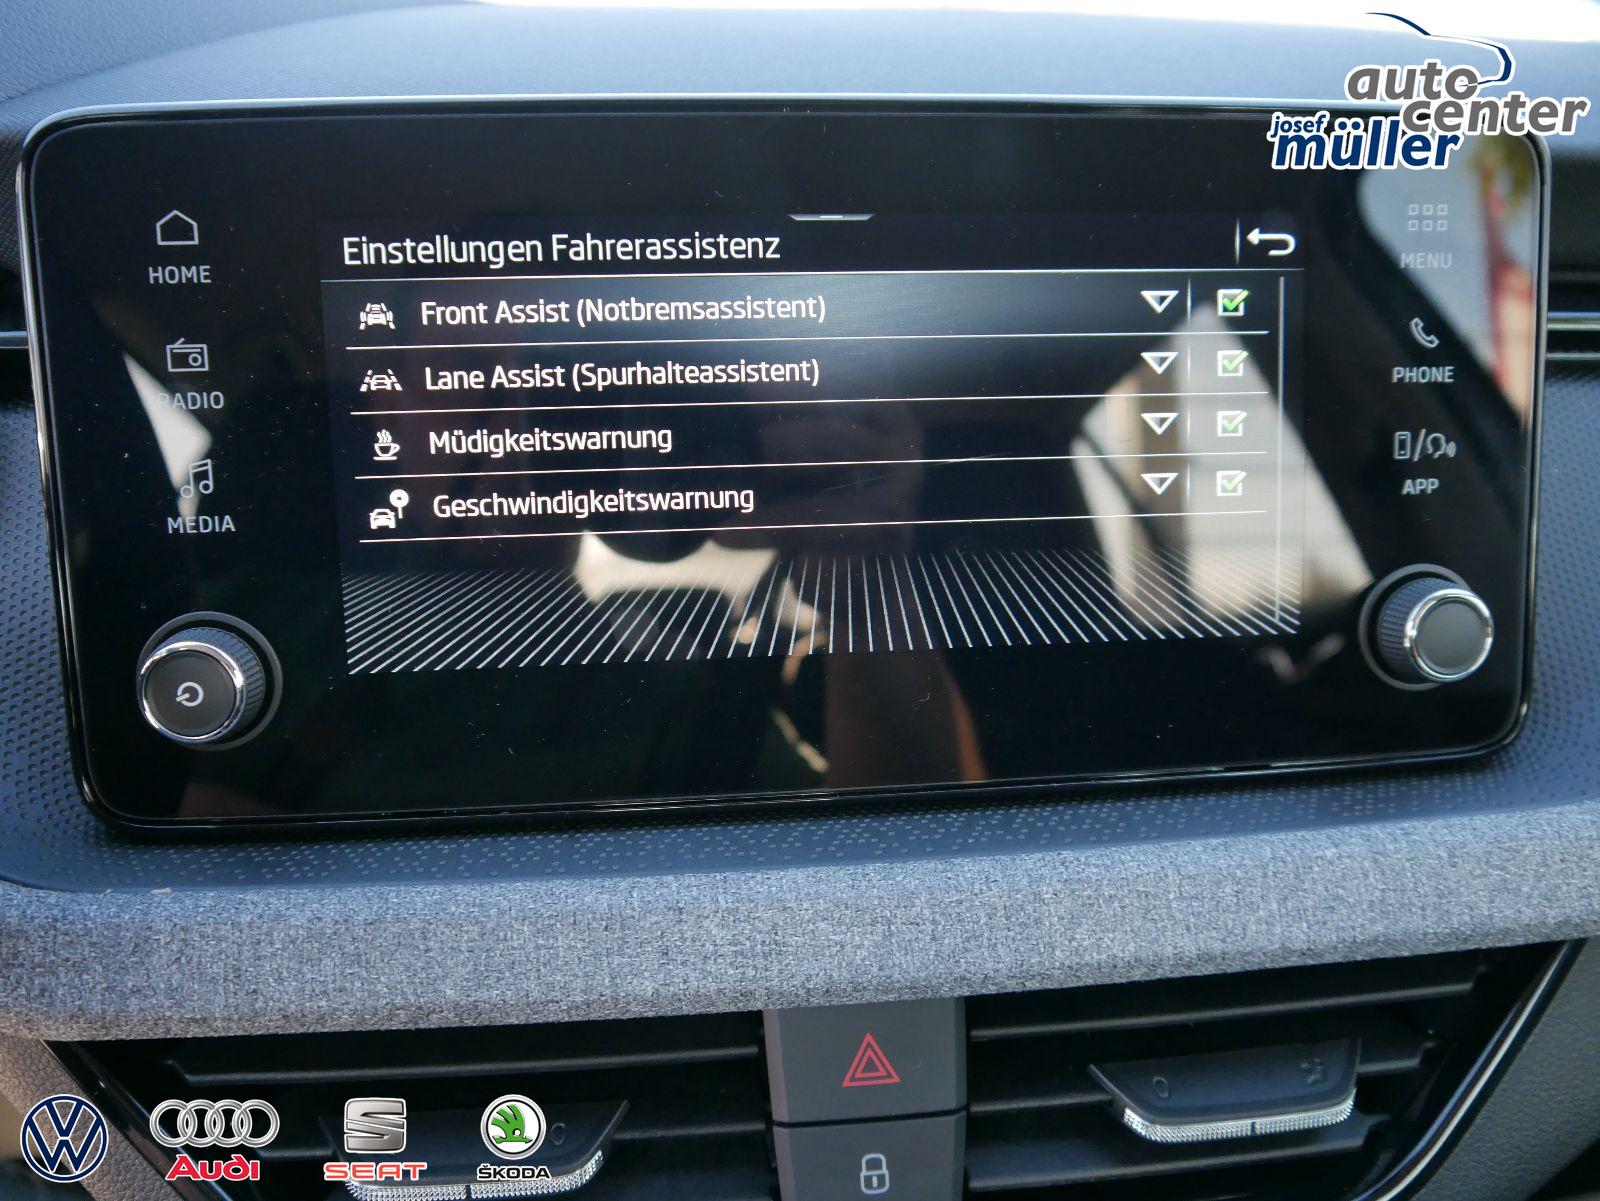 auto
center
josef
müller
HOME
RADIO
MEDIA
Einstellungen Fahrerassistenz
Front Assist (Notbremsassistent)
Lane Assist (Spurhalteassistent)
Müdigkeitswarnung
Geschwindigkeitswarnung
MENU
PHONE
APP
Audi
SEAT
ŠKODA